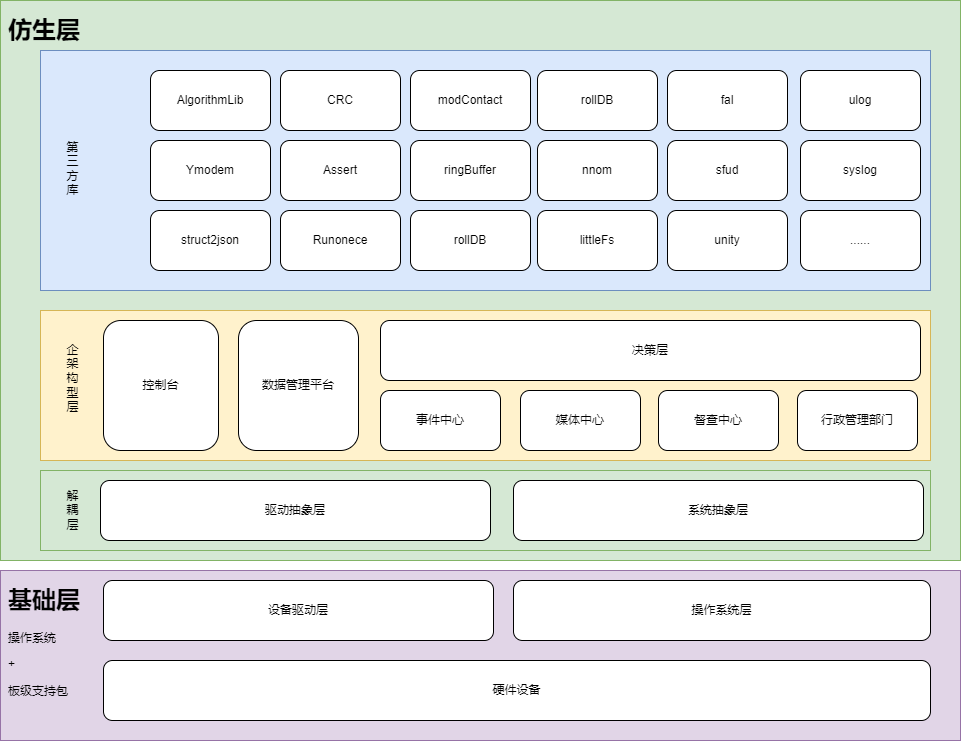 仿生层
第三方库
AlgorithmLib
CRC
modContact
rollDB
fal
ulog
Ymodem
Assert
ringBuffer
nnom
sfud
syslog
struct2json
Runonece
rollDB
littleFs
unity
......
企架构型层
控制台
数据管理平台
决策层
事件中心
媒体中心
督查中心
行政管理部门
解耦层
驱动抽象层
系统抽象层
基础层
操作系统
+
板级支持包
设备驱动层
操作系统层
硬件设备